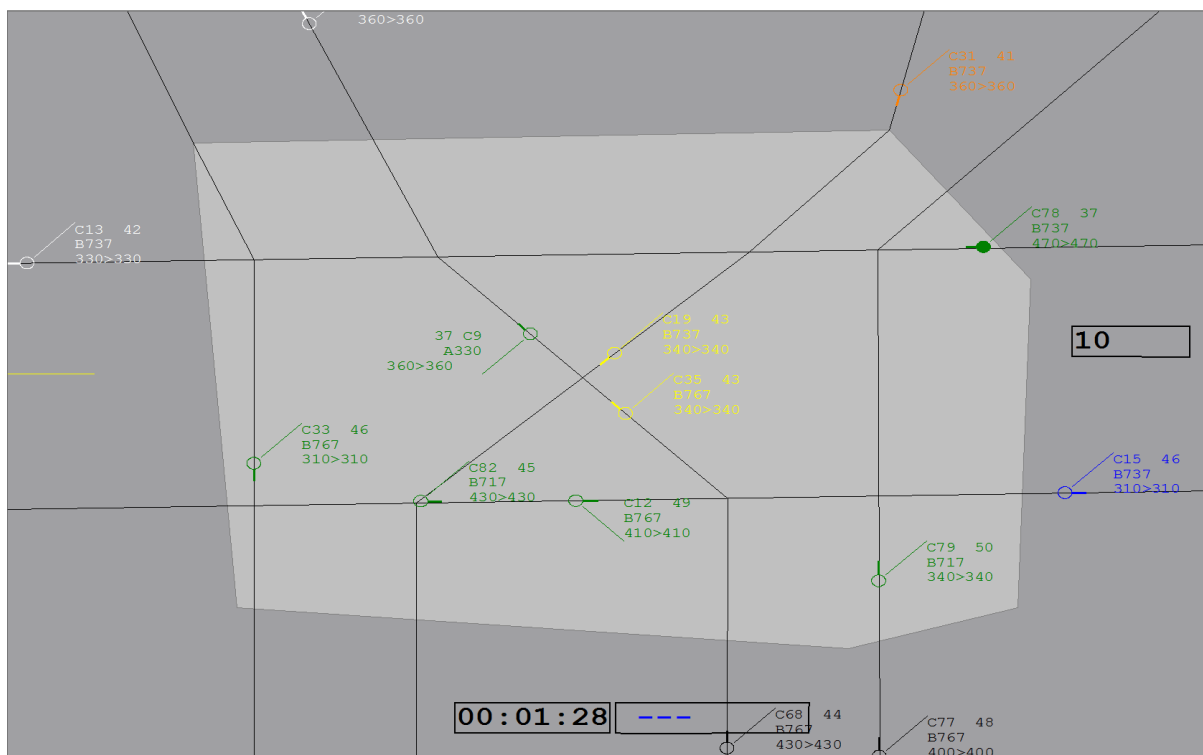 360>360
C31 41
B737
360>360
C13 42
B737
330>330
C78 37
B737
470>470
37 C9
A330
360>360
C19 43
B737
340>340
10
C35 43
B767
340>340
C33 46
B767
310>310
C82 45
B717
430>430
C12 49
B767
410>410
C15 46
B737
310>310
C79 50
B717
340>340
00:01:28
---
C68 44
B767
430>430
C77 48
B767
400>400